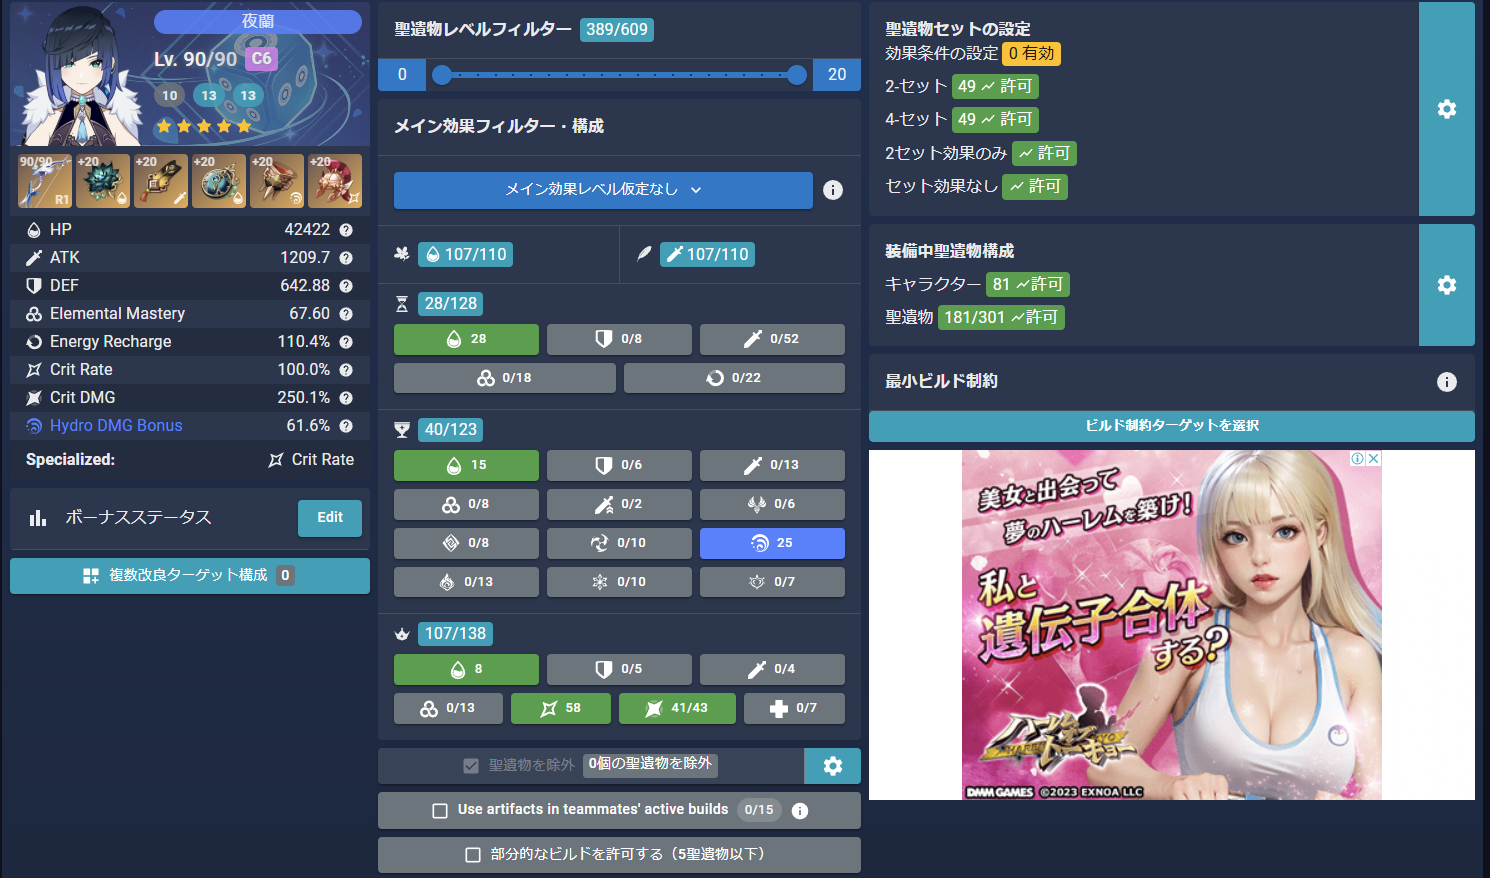 夜蘭
Lv. 90/90 C6
10 13 13
90/90 +20 +20 +20 +20 +20
R1
HP 42422
ATK 1209.7
DEF 642.88
Elemental Mastery 67.60
Energy Recharge 110.4%
Crit Rate 100.0%
Crit DMG 250.1%
Hydro DMG Bonus 61.6%
Specialized: Crit Rate
ボーナスステータス Edit
複数改良ターゲット構成 0
聖遺物レベルフィルター 389/609
0 20
メイン効果フィルター・構成
メイン効果レベル仮定なし
107/110 107/110
28/128
28 0/8 0/52
0/18 0/22
40/123
15 0/6 0/13
0/8 0/2 0/6
0/8 0/10 25
0/13 0/10 0/7
107/138
8 0/5 0/4
0/13 58 41/43 0/7
聖遺物を除外 0個の聖遺物を除外
Use artifacts in teammates' active builds 0/15
部分的なビルドを許可する（5聖遺物以下）
聖遺物セットの設定
効果条件の設定 0 有効
2-セット 49 許可
4-セット 49 許可
2セット効果のみ 許可
セット効果なし 許可
装備中聖遺物構成
キャラクター 81 許可
聖遺物 181/301 許可
最小ビルド制約
ビルド制約ターゲットを選択
美女と出会って
夢のハーレムを築け!
私と
遺伝子合体
する?
ハーレム
トーキョー
DMM GAMES ©2023 EXNOA LLC